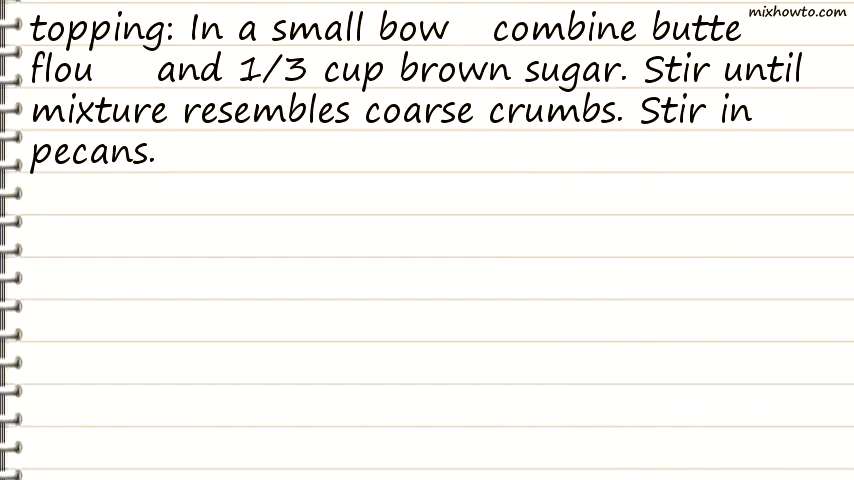 mixhowto.com
topping: In a small bow combine butte
flou and 1/3 cup brown sugar. Stir until
mixture resembles coarse crumbs. Stir in
pecans.